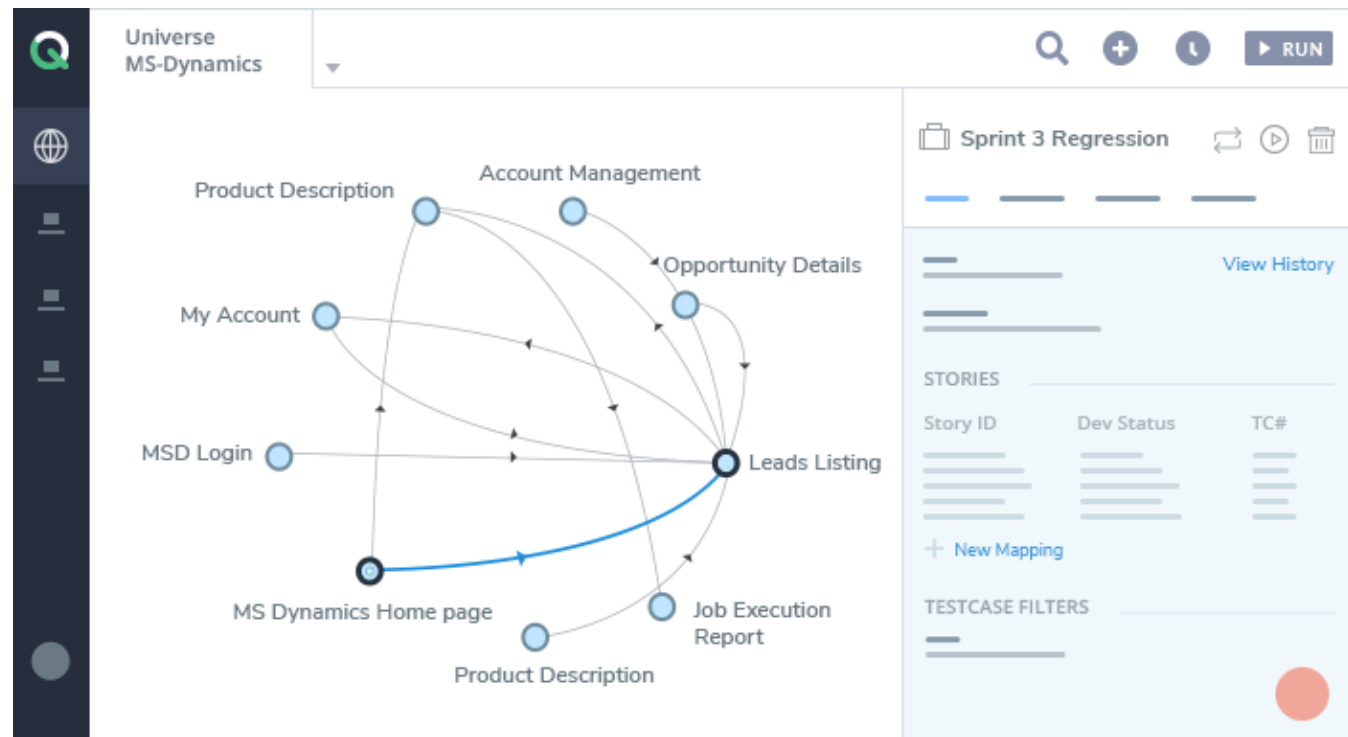 Universe
MS-Dynamics
RUN
Sprint 3 Regression
Account Management
Product Description
Opportunity Details
View History
My Account
STORIES
Story ID Dev Status TC#
MSD Login
Leads Listing
New Mapping
MS Dynamics Home page
Job Execution
Report
TESTCASE FILTERS
Product Description